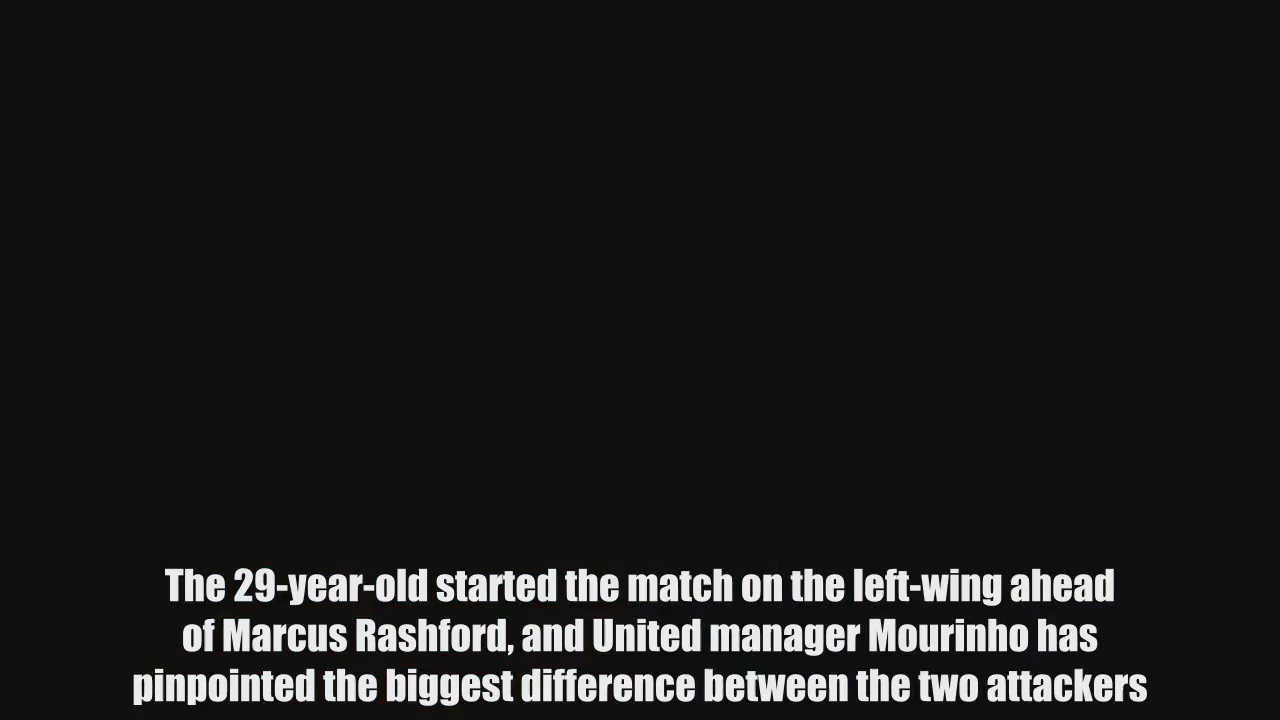 The 29-year-old started the match on the left-wing ahead
of Marcus Rashford, and United manager Mourinho has
pinpointed the biggest difference between the two attackers